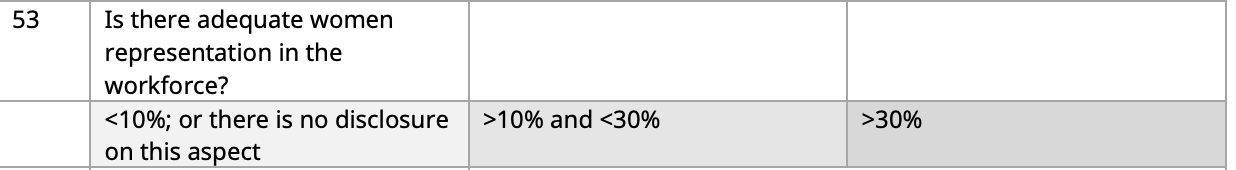 53
Is there adequate women
representation in the
workforce?
<10%; or there is no disclosure
on this aspect
>10% and <30%
>30%